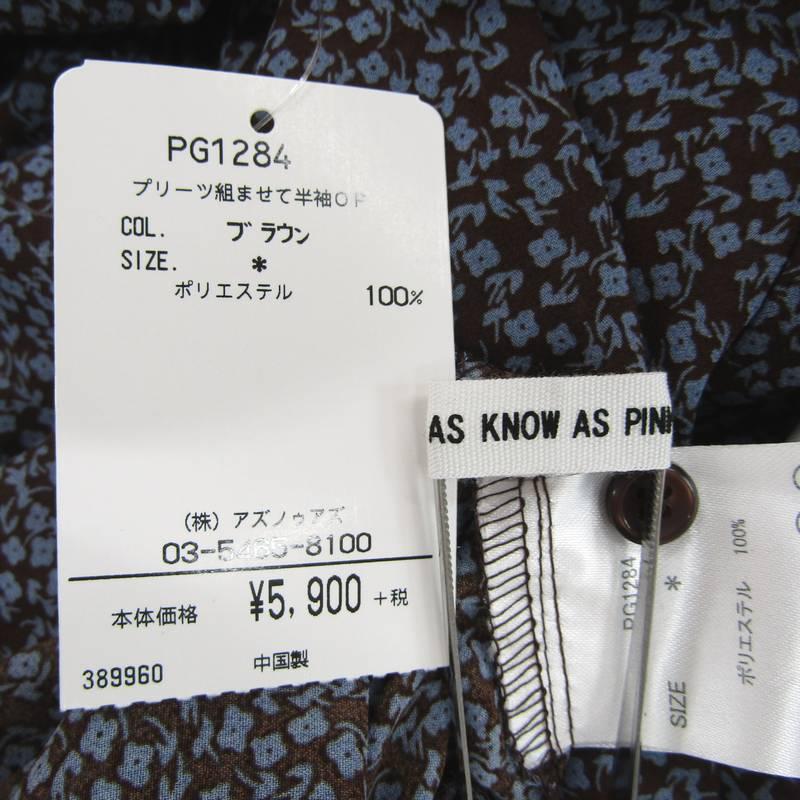 PG1284
プリーツ組ませて半袖OP
COL. ブラウン
SIZE. *
ポリエステル 100%
(株) アズノゥアズ
03-5465-8100
本体価格 ¥5,900 +税
389960 中国製
AS KNOW AS PINK
PG1284
SIZE *
ポリエステル 100%